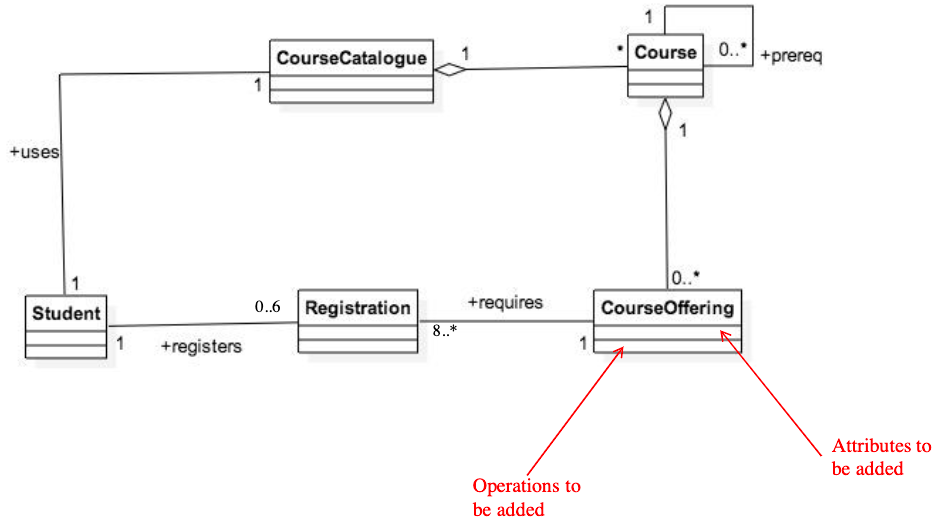 1
CourseCatalogue
1
*
Course
0..*
+prereq
1
1
+uses
1
0..*
Student
0..6
Registration
+requires
CourseOffering
1
+registers
8..*
1
Attributes to
be added
Operations to
be added